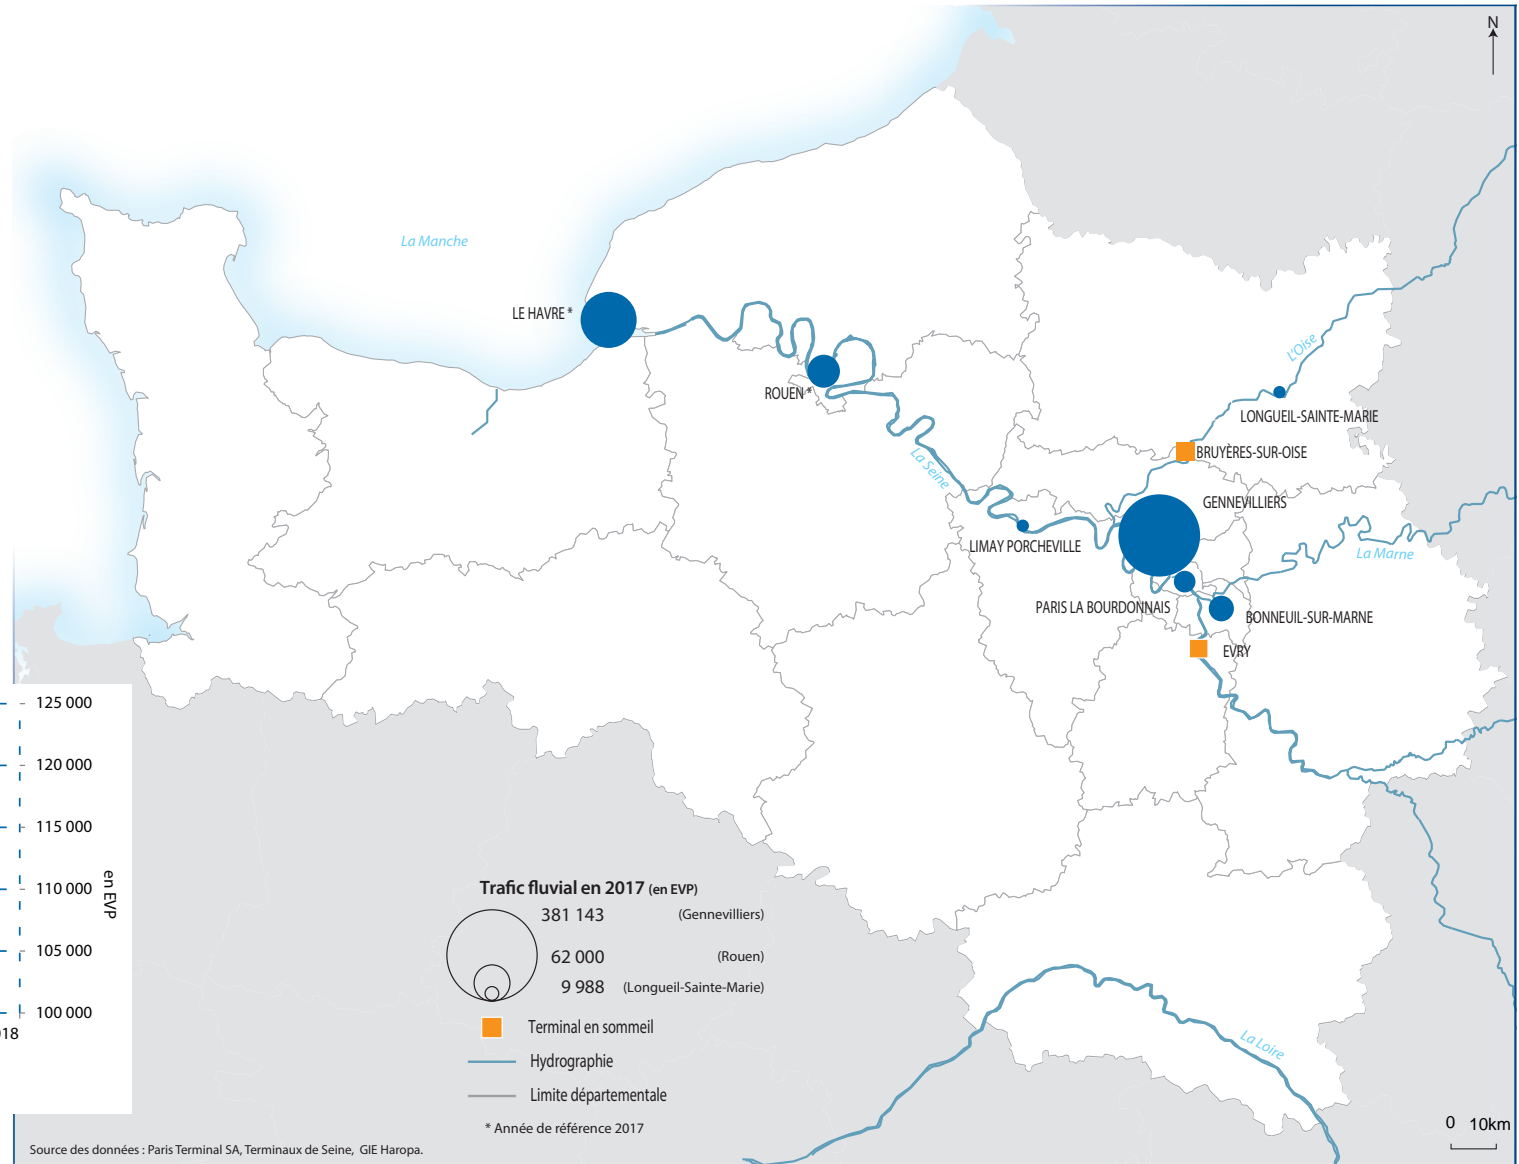 N
La Manche
LE HAVRE *
ROUEN *
L'Oise
LONGUEIL-SAINTE-MARIE
BRUYÈRES-SUR-OISE
La Seine
GENNEVILLIERS
LIMAY PORCHEVILLE
La Marne
PARIS LA BOURDONNAIS
BONNEUIL-SUR-MARNE
EVRY
125 000
120 000
115 000
110 000
105 000
100 000
en EVP
018
Trafic fluvial en 2017 (en EVP)
381 143 (Gennevilliers)
62 000 (Rouen)
9 988 (Longueil-Sainte-Marie)
Terminal en sommeil
Hydrographie
Limite départementale
* Année de référence 2017
La Loire
0 10km
Source des données : Paris Terminal SA, Terminaux de Seine, GIE Haropa.